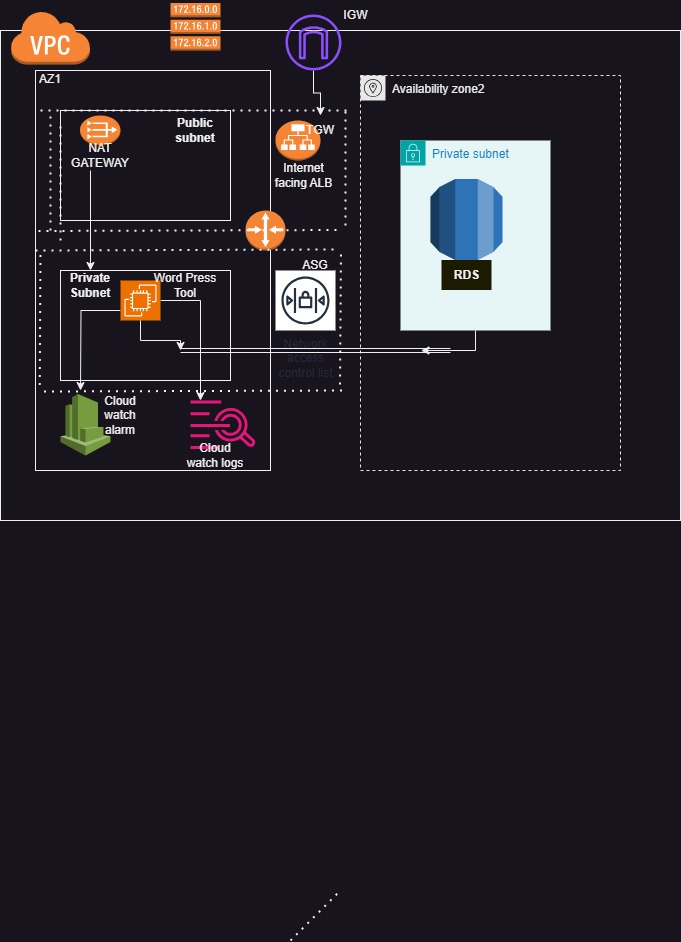 172.16.0.0
172.16.1.0
172.16.2.0
IGW
VPC
AZ1
Availability zone2
Public
subnet
TGW
NAT
GATEWAY
Internet
facing ALB
Private subnet
ASG
Private
Subnet
Word Press
Tool
RDS
Network
access
control list
Cloud
watch
alarm
Cloud
watch logs